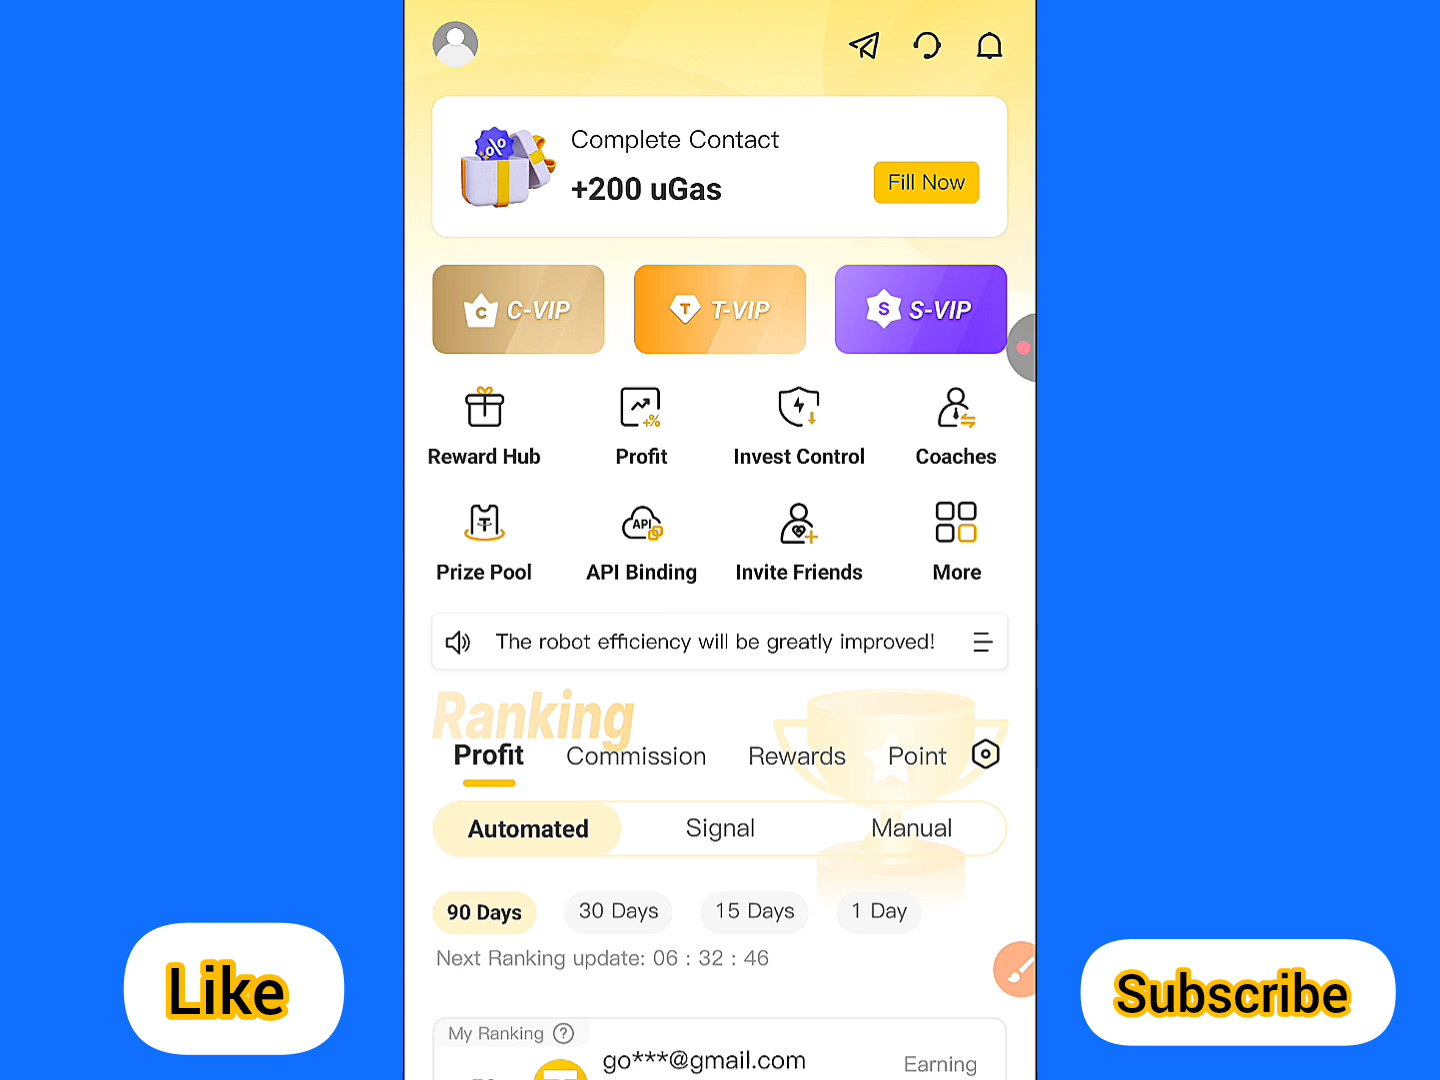 Complete Contact
+200 uGas
Fill Now
C C-VIP
T T-VIP
S S-VIP
Reward Hub
Profit
Invest Control
Coaches
Prize Pool
API
API Binding
Invite Friends
More
The robot efficiency will be greatly improved!
Ranking
Profit
Commission
Rewards
Point
Automated
Signal
Manual
90 Days
30 Days
15 Days
1 Day
Next Ranking update: 06 : 32 : 46
My Ranking ?
go***@gmail.com
Earning
Like
Subscribe